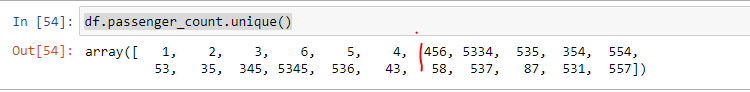 In [54]: df.passenger_count.unique()
Out[54]: array([ 1, 2, 3, 6, 5, 4, 456, 5334, 535, 354, 554,
53, 35, 345, 5345, 536, 43, 58, 537, 87, 531, 557])